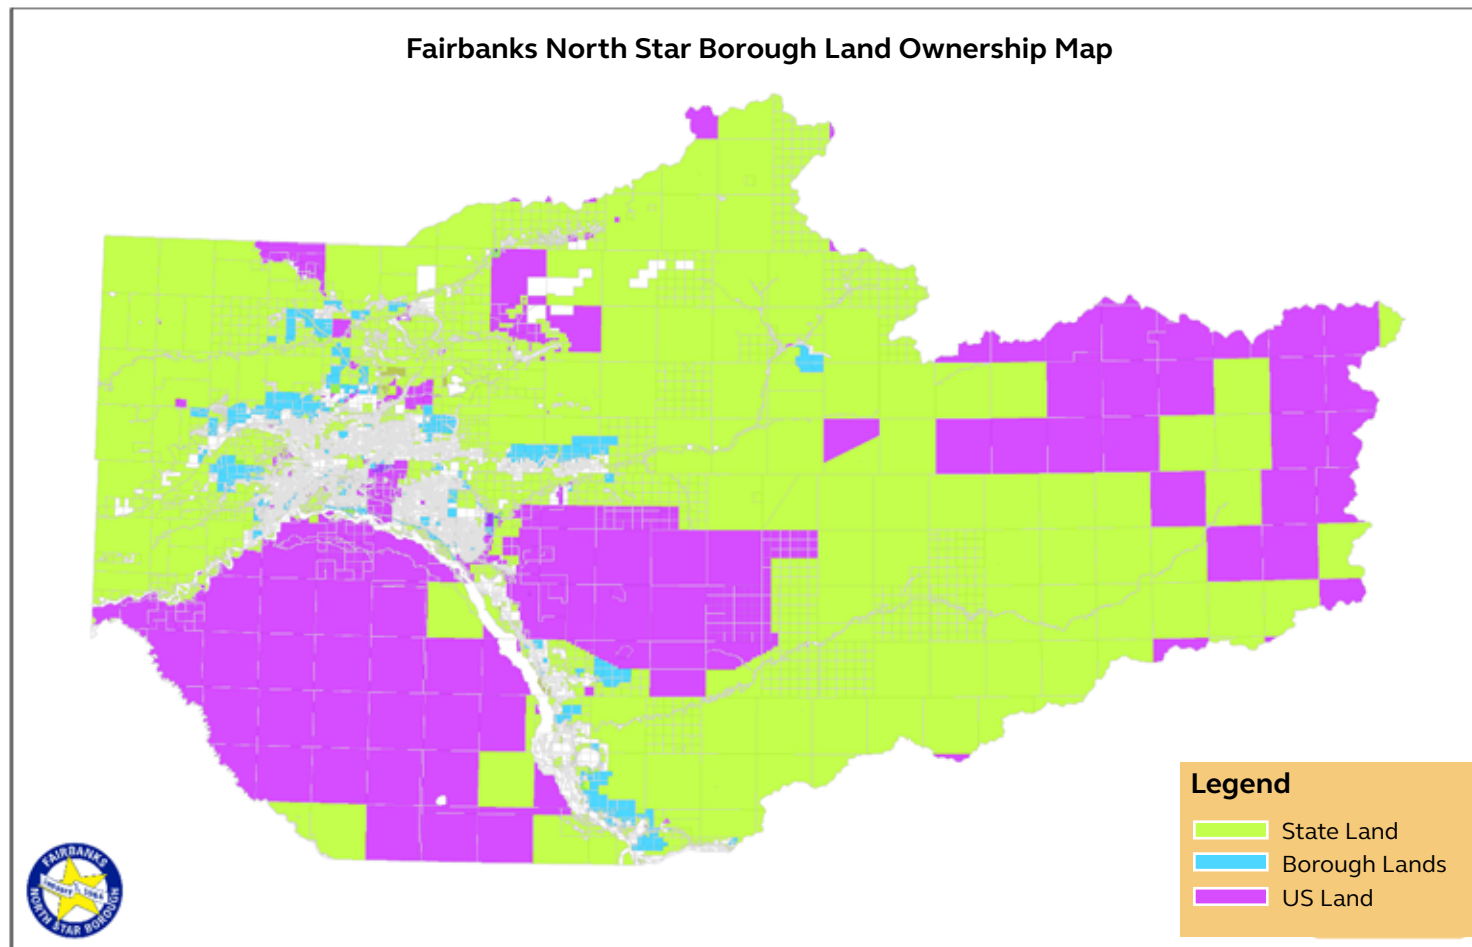 Fairbanks North Star Borough Land Ownership Map
Legend
State Land
Borough Lands
US Land
FAIRBANKS
NORTH STAR BOROUGH